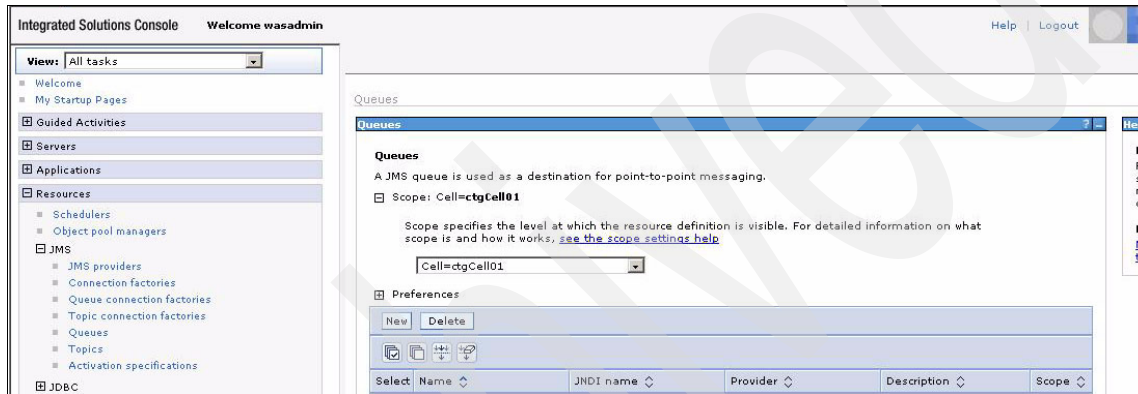 Integrated Solutions Console Welcome wasadmin
Help | Logout
View: All tasks
Welcome
My Startup Pages
Guided Activities
Servers
Applications
Resources
Schedulers
Object pool managers
JMS
JMS providers
Connection factories
Queue connection factories
Topic connection factories
Queues
Topics
Activation specifications
JDBC
Queues
Queues ? -
Queues
A JMS queue is used as a destination for point-to-point messaging.
Scope: Cell=ctgCell01
Scope specifies the level at which the resource definition is visible. For detailed information on what
scope is and how it works, see the scope settings help
Cell=ctgCell01
Preferences
New Delete
Select Name JNDI name Provider Description Scope
He